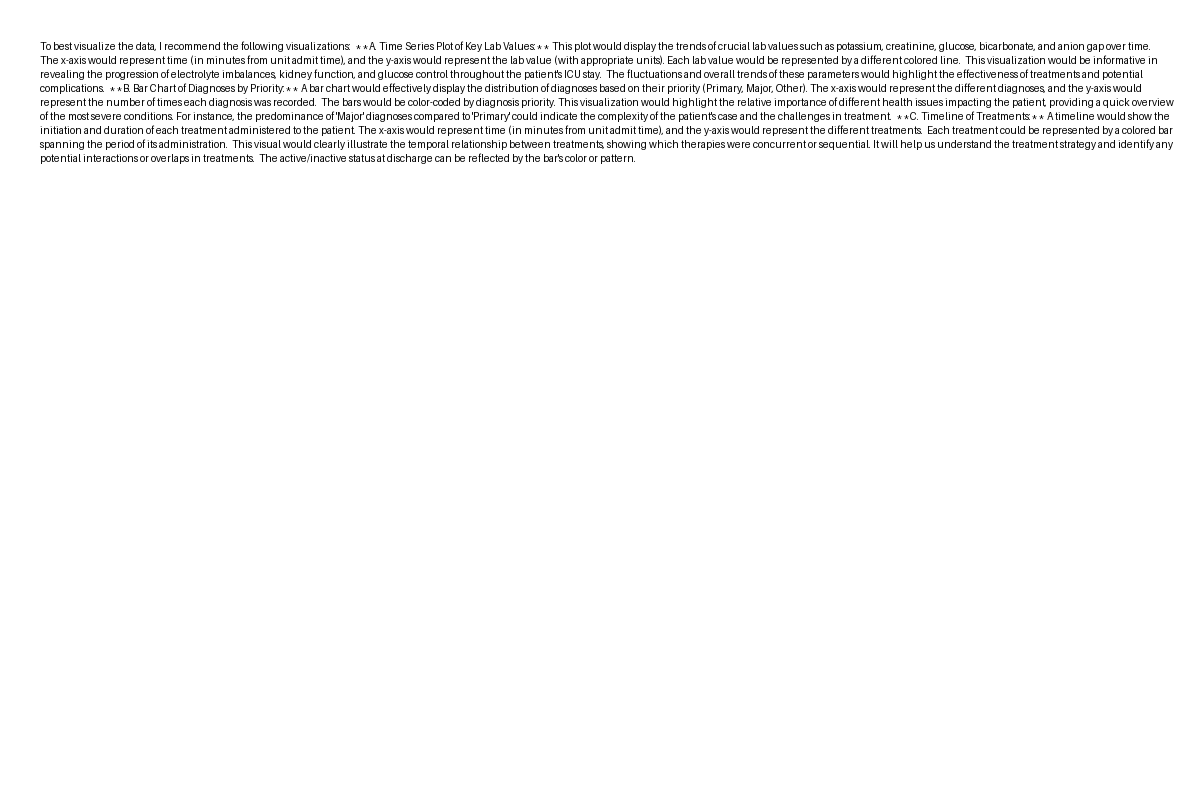 To best visualize the data, I recommend the following visualizations:  **A. Time Series Plot of Key Lab Values:** This plot would display the trends of crucial lab values such as potassium, creatinine, glucose, bicarbonate, and anion gap over time.
The x-axis would represent time (in minutes from unit admit time), and the y-axis would represent the lab value (with appropriate units). Each lab value would be represented by a different colored line.  This visualization would be informative in
revealing the progression of electrolyte imbalances, kidney function, and glucose control throughout the patient's ICU stay.  The fluctuations and overall trends of these parameters would highlight the effectiveness of treatments and potential
complications.  **B. Bar Chart of Diagnoses by Priority:** A bar chart would effectively display the distribution of diagnoses based on their priority (Primary, Major, Other). The x-axis would represent the different diagnoses, and the y-axis would
represent the number of times each diagnosis was recorded.  The bars would be color-coded by diagnosis priority. This visualization would highlight the relative importance of different health issues impacting the patient, providing a quick overview
of the most severe conditions. For instance, the predominance of 'Major' diagnoses compared to 'Primary' could indicate the complexity of the patient's case and the challenges in treatment.  **C. Timeline of Treatments:** A timeline would show the
initiation and duration of each treatment administered to the patient. The x-axis would represent time (in minutes from unit admit time), and the y-axis would represent the different treatments.  Each treatment could be represented by a colored bar
spanning the period of its administration.  This visual would clearly illustrate the temporal relationship between treatments, showing which therapies were concurrent or sequential. It will help us understand the treatment strategy and identify any
potential interactions or overlaps in treatments.  The active/inactive status at discharge can be reflected by the bar's color or pattern.